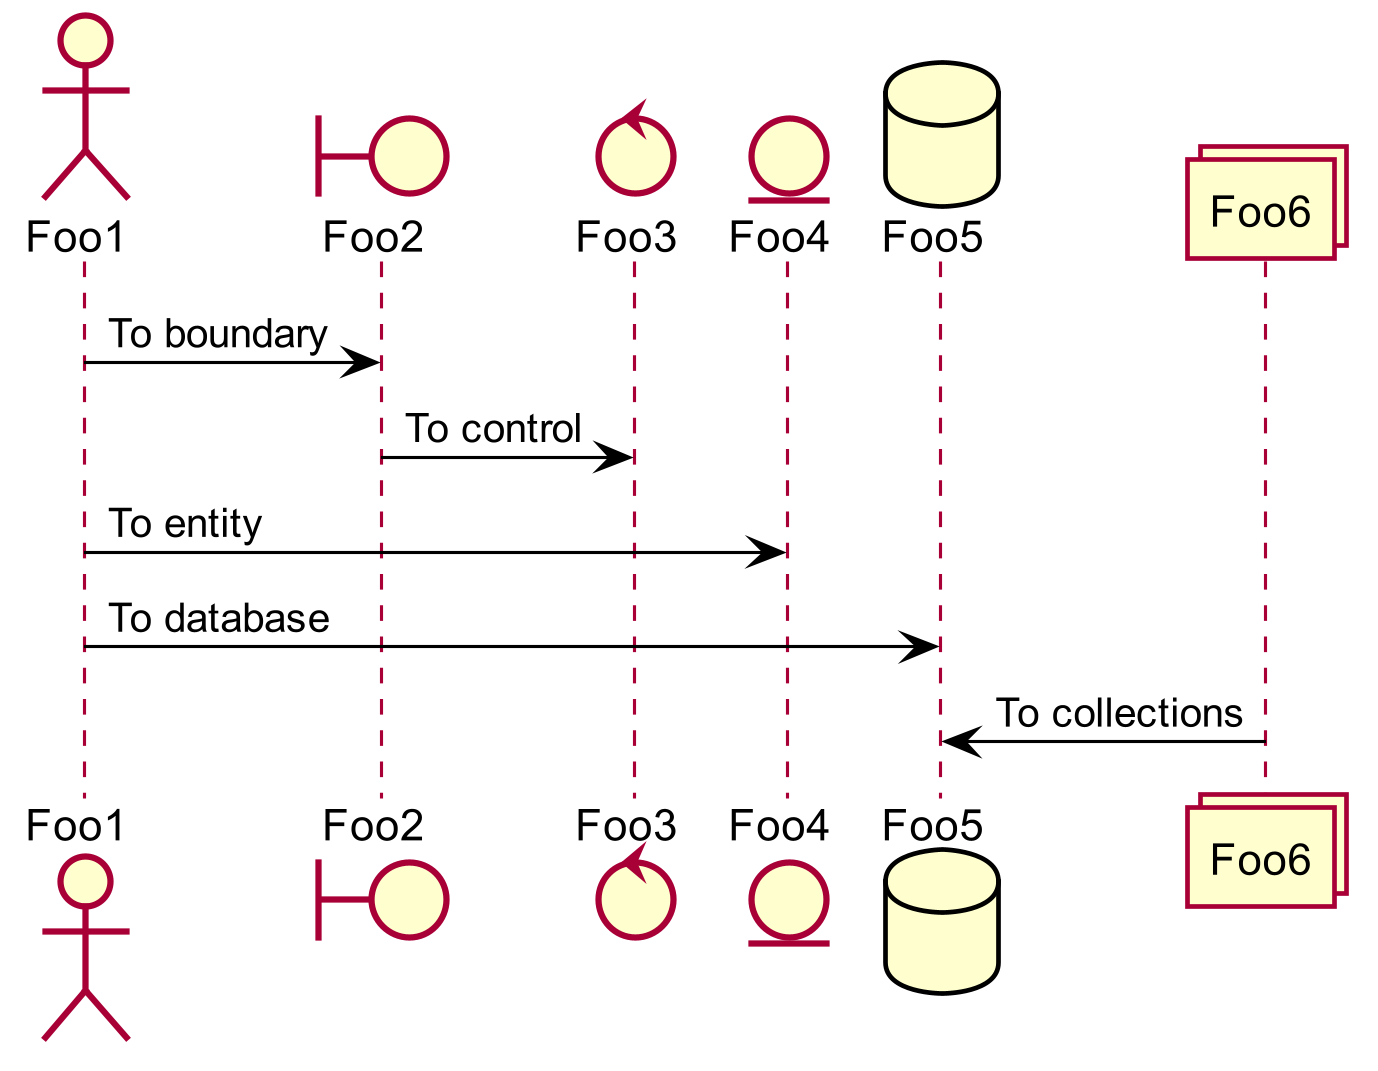 Foo1
Foo2
Foo3
Foo4
Foo5
Foo6
To boundary
To control
To entity
To database
To collections
Foo1
Foo2
Foo3
Foo4
Foo5
Foo6